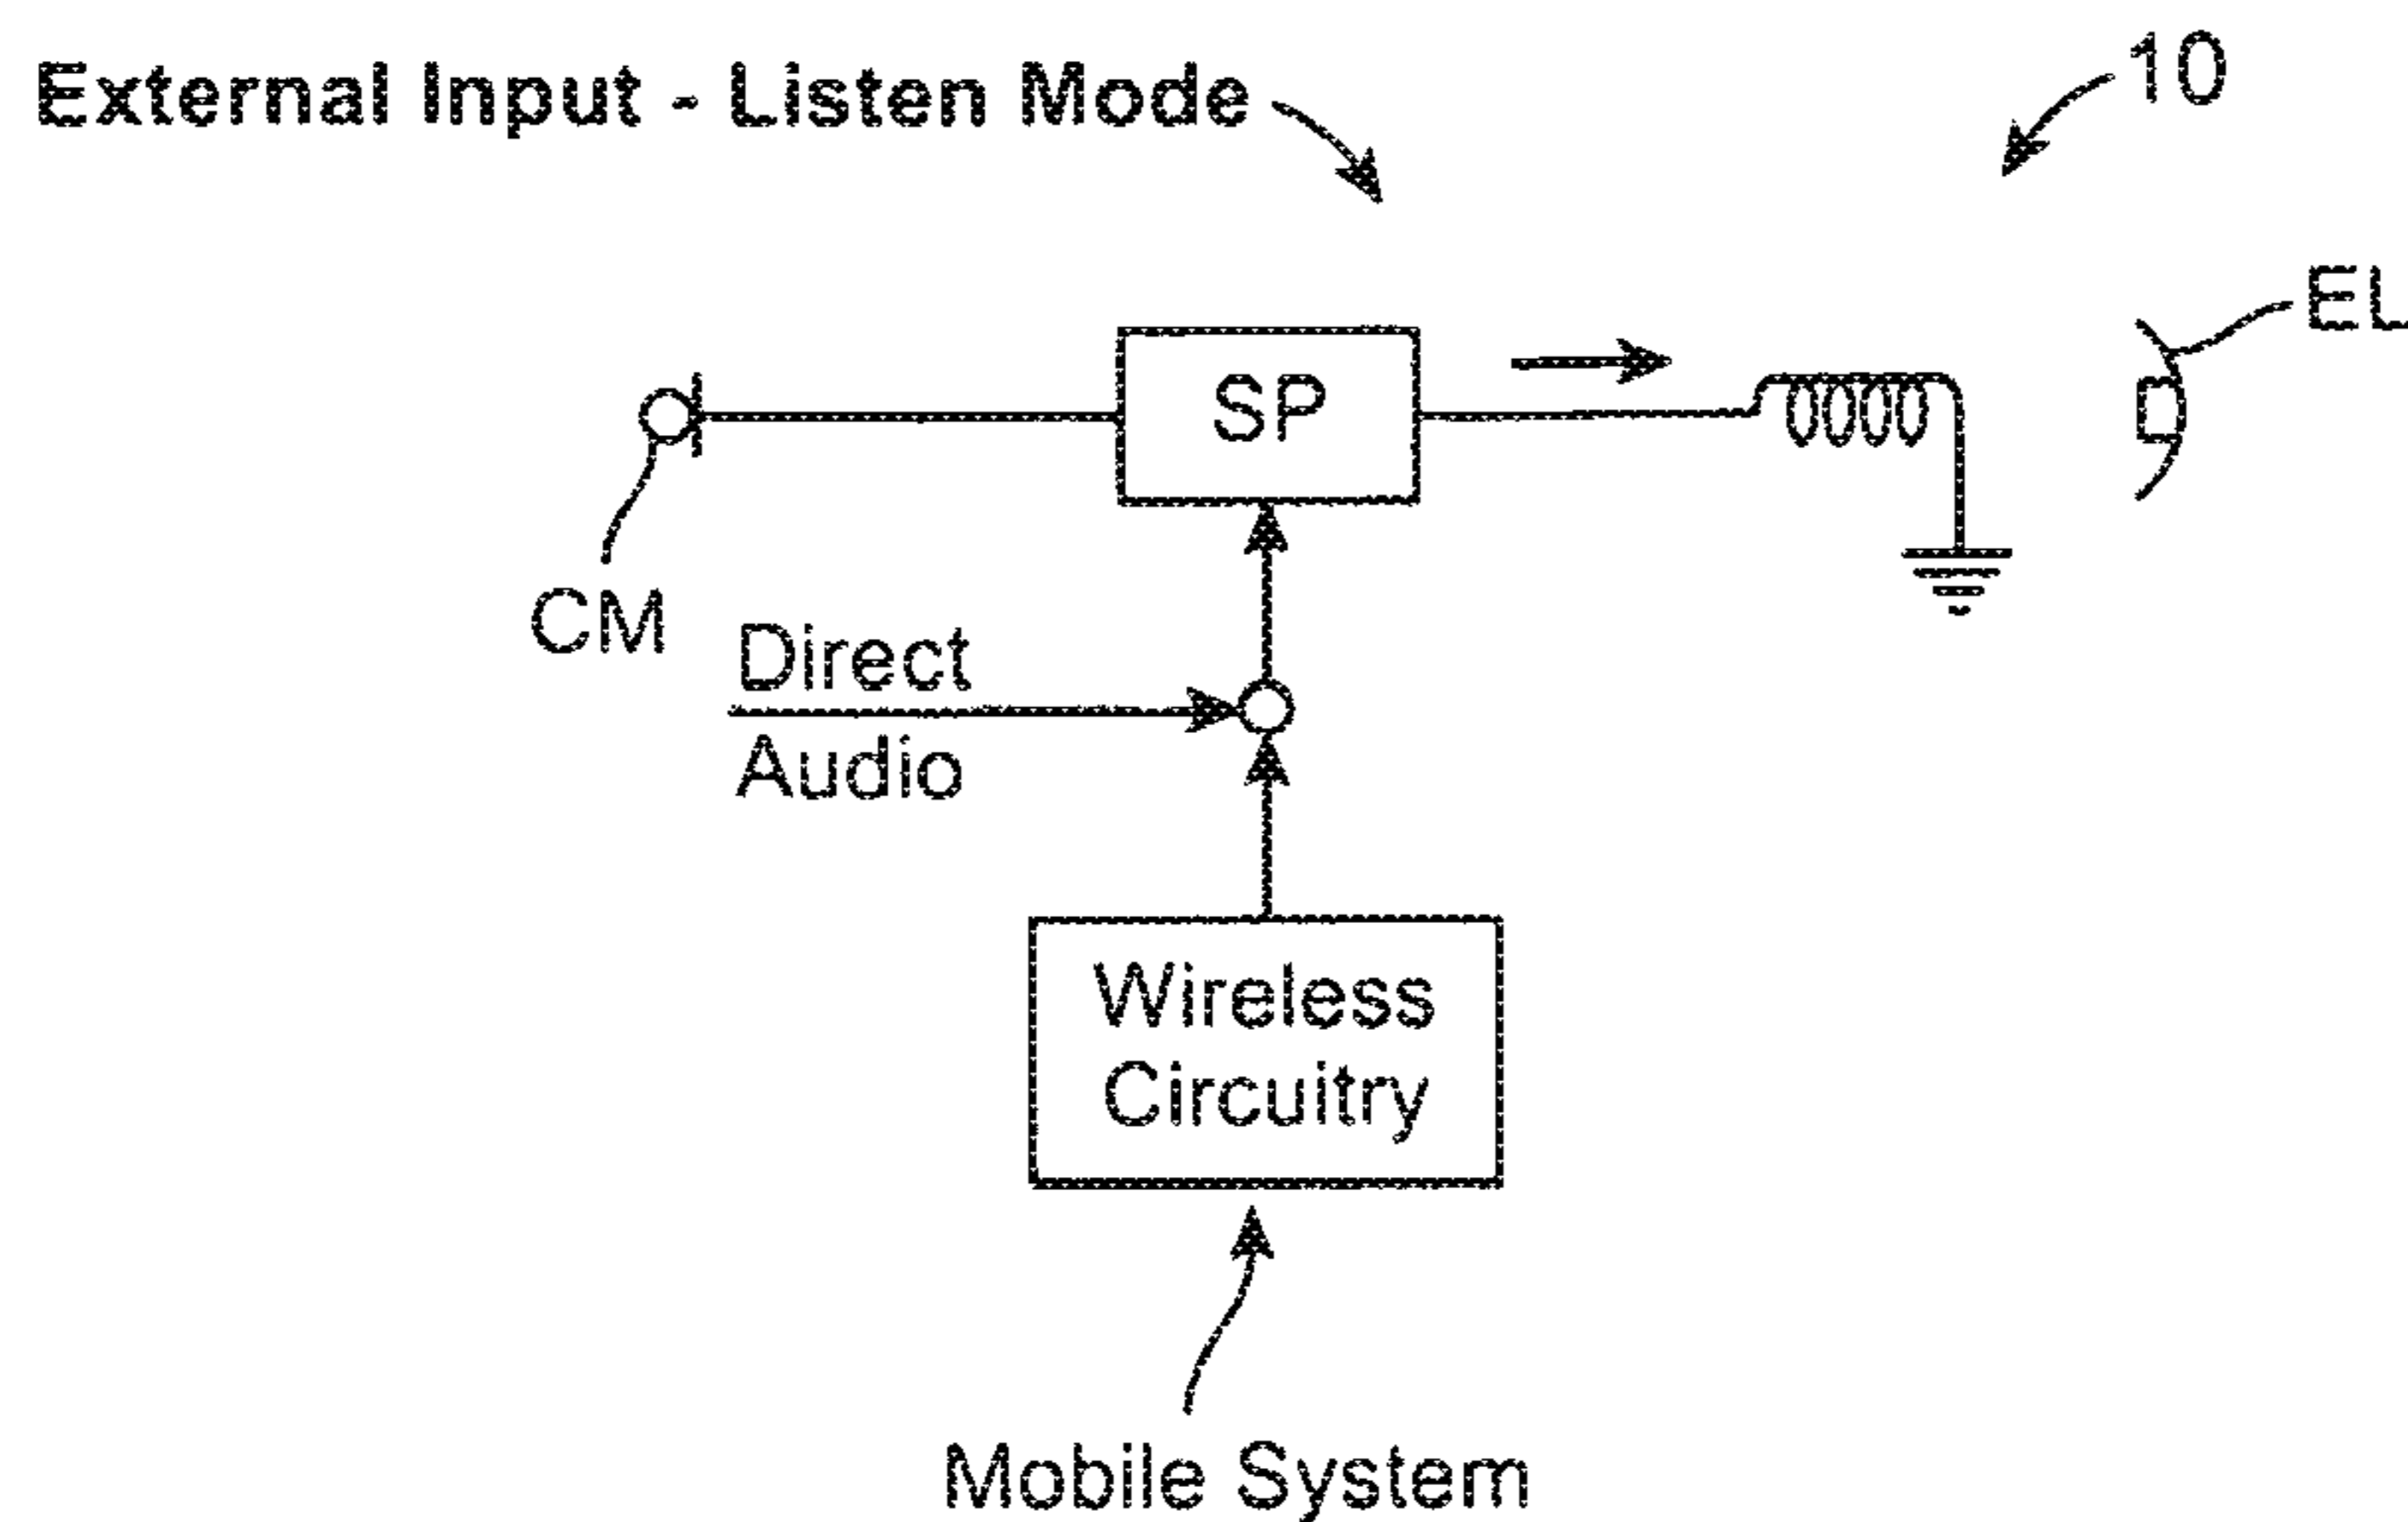 External Input - Listen Mode
10
EL
SP
CM
Direct
Audio
Wireless
Circuitry
Mobile System